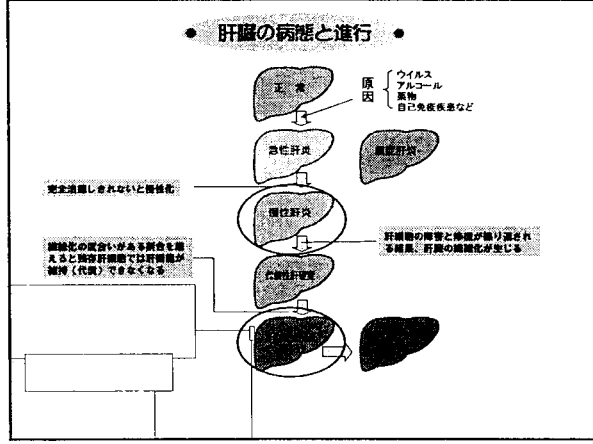 肝臓の病態と進行
正常
原因
ウイルス
アルコール
薬物
自己免疫疾患など
急性肝炎
完全治癒しきれないと慢性化
慢性肝炎
肝細胞の障害と修復が繰り返され
る結果、肝臓の線維化が生じる
線維化の度合いがある割合を超
えると残存肝細胞では肝機能が
維持（代償）できなくなる
代償性肝硬変